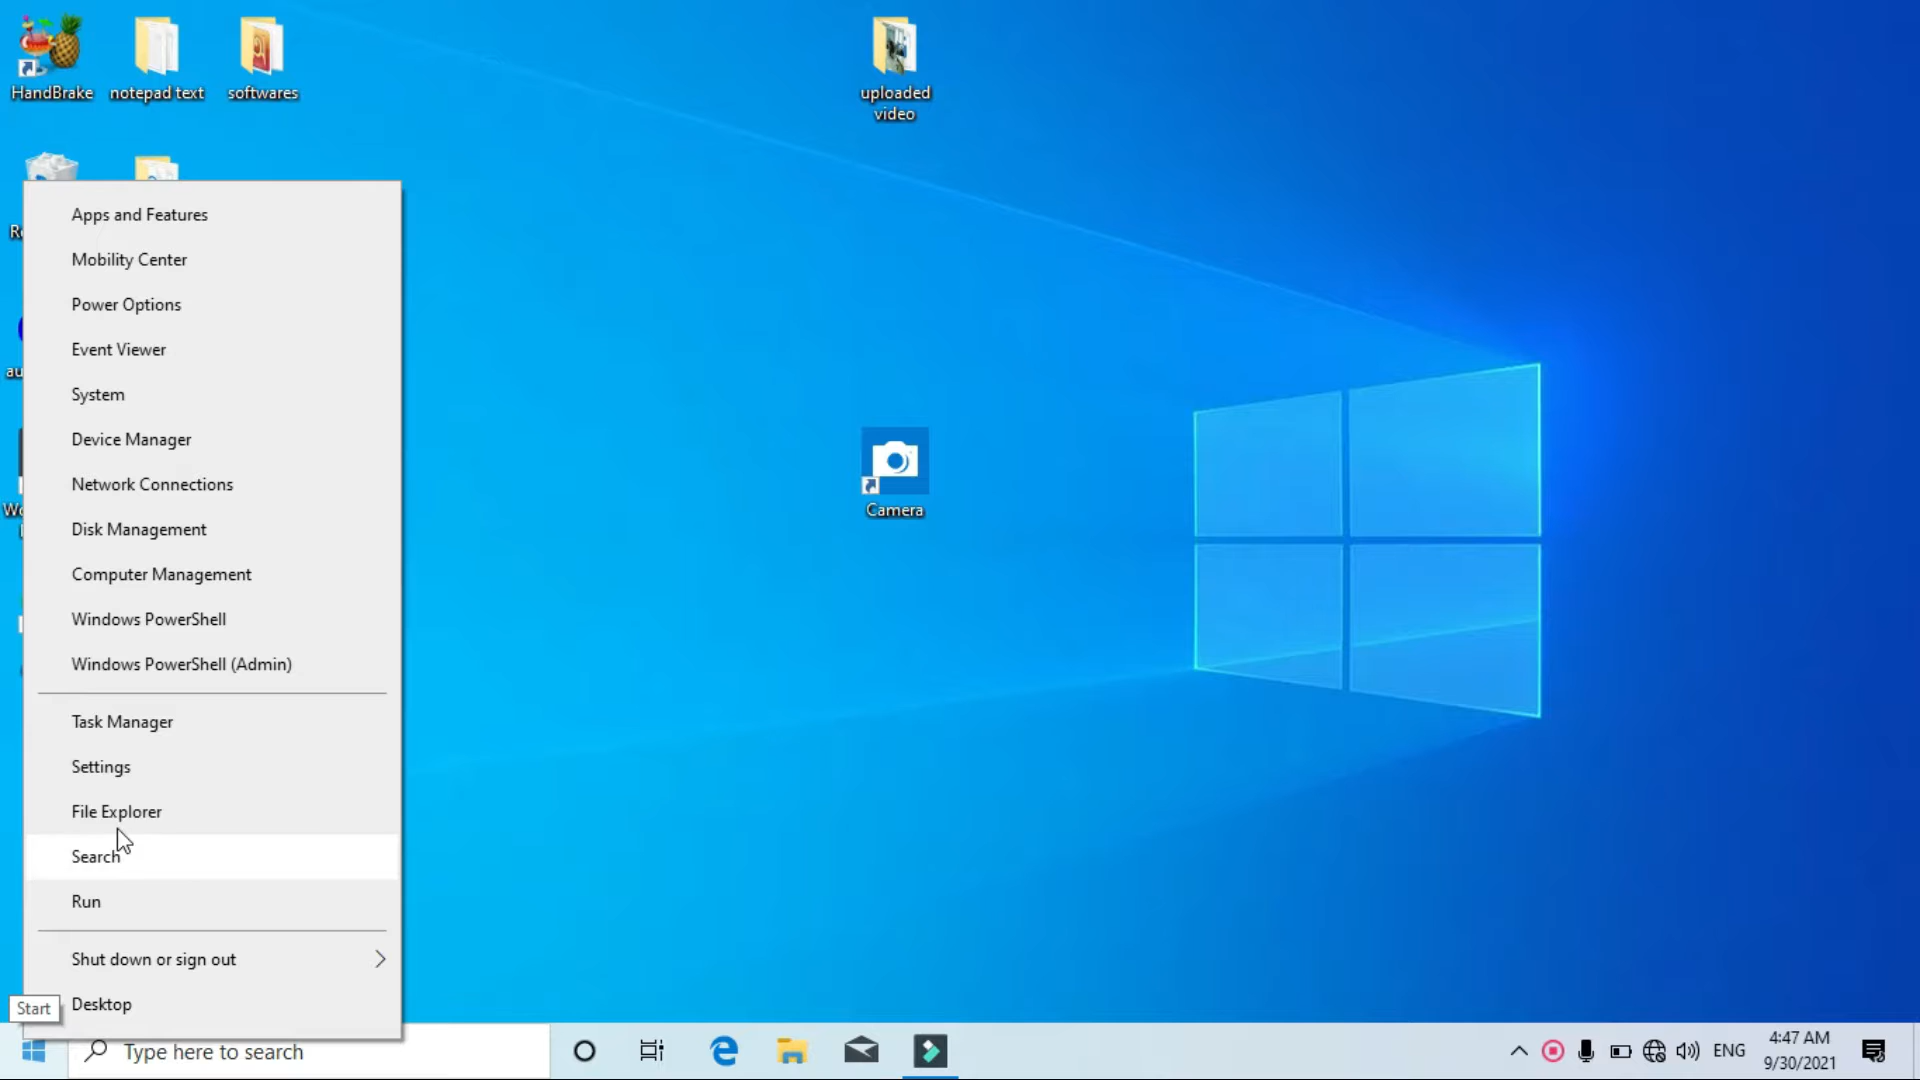 HandBrake
notepad text
softwares
uploaded
video
Camera
Apps and Features
Mobility Center
Power Options
Event Viewer
System
Device Manager
Network Connections
Disk Management
Computer Management
Windows PowerShell
Windows PowerShell (Admin)
Task Manager
Settings
File Explorer
Search
Run
Shut down or sign out
Desktop
Start
Type here to search
ENG
4:47 AM
9/30/2021